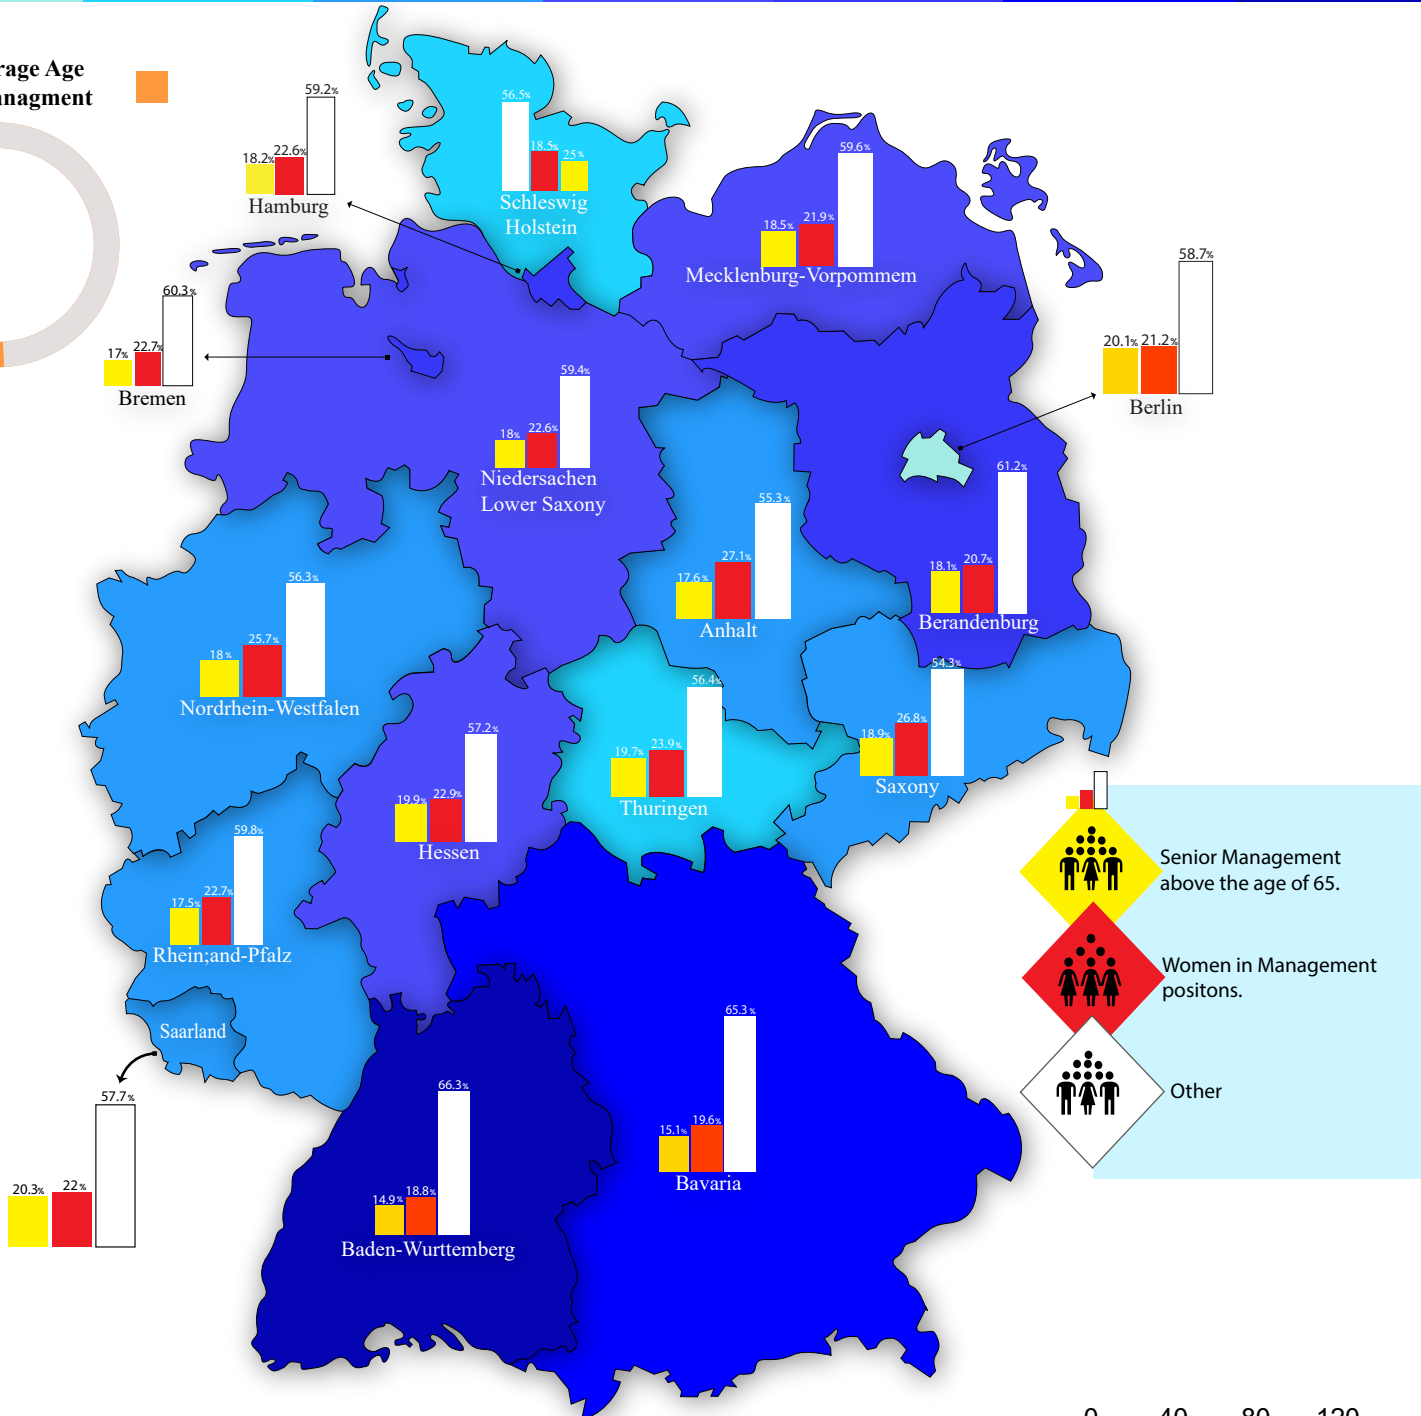 rage Age
nagment
59.2%
18.2%
22.6%
Hamburg
56.5%
18.5%
25%
Schleswig
Holstein
59.6%
18.5%
21.9%
Mecklenburg-Vorpommem
58.7%
20.1%
21.2%
Berlin
60.3%
17%
22.7%
Bremen
59.4%
18%
22.6%
Niedersachen
Lower Saxony
61.2%
18.1%
20.7%
Berandenburg
55.3%
17.6%
27.1%
Anhalt
56.3%
18%
25.7%
Nordrhein-Westfalen
54.3%
18.9%
26.8%
Saxony
56.4%
19.7%
23.9%
Thuringen
57.2%
19.9%
22.9%
Hessen
59.8%
17.5%
22.7%
Rhein;and-Pfalz
Senior Management
above the age of 65.
Women in Management
positons.
Other
Saarland
57.7%
20.3%
22%
65.3%
15.1%
19.6%
Bavaria
66.3%
14.9%
18.8%
Baden-Wurttemberg
0 40 80 120